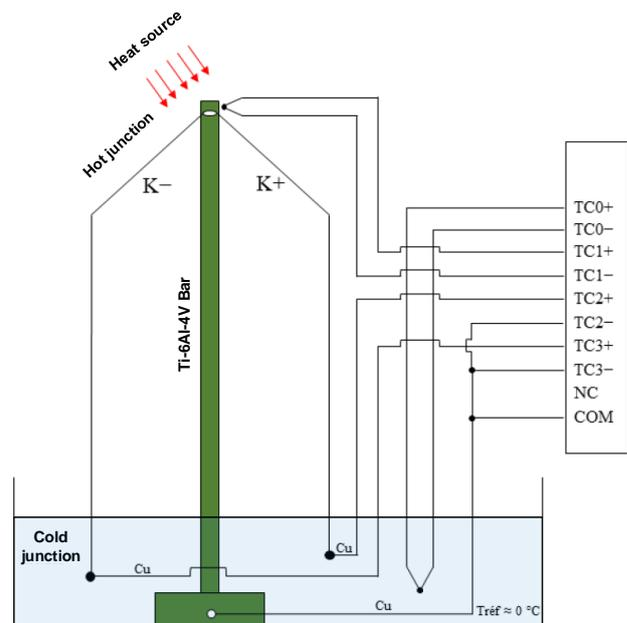 Heat source
Hot junction
K−
K+
Ti-6Al-4V Bar
TC0+
TC0−
TC1+
TC1−
TC2+
TC2−
TC3+
TC3−
NC
COM
Cold
junction
Cu
Cu
Cu
Tréf ≈ 0 °C